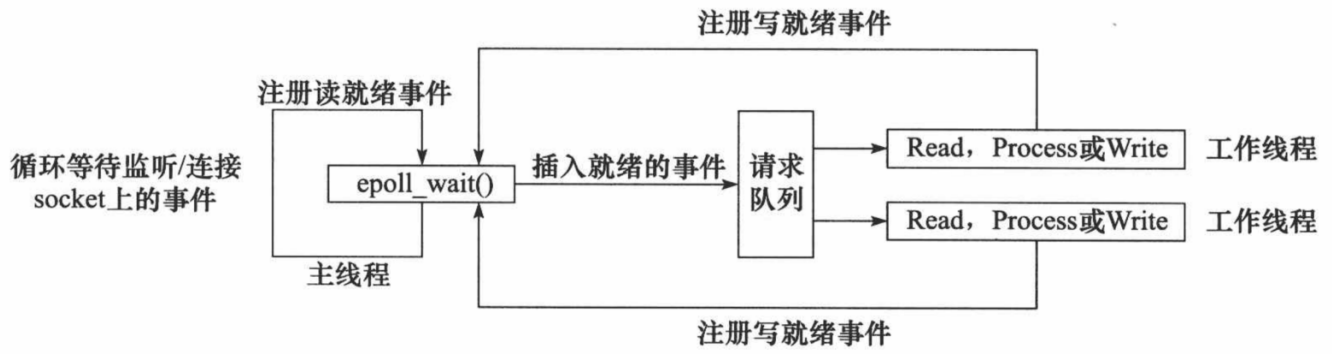 注册写就绪事件
注册读就绪事件
循环等待监听/连接
socket上的事件
epoll_wait()
插入就绪的事件
请求
队列
Read，Process或Write
工作线程
Read，Process或Write
工作线程
主线程
注册写就绪事件